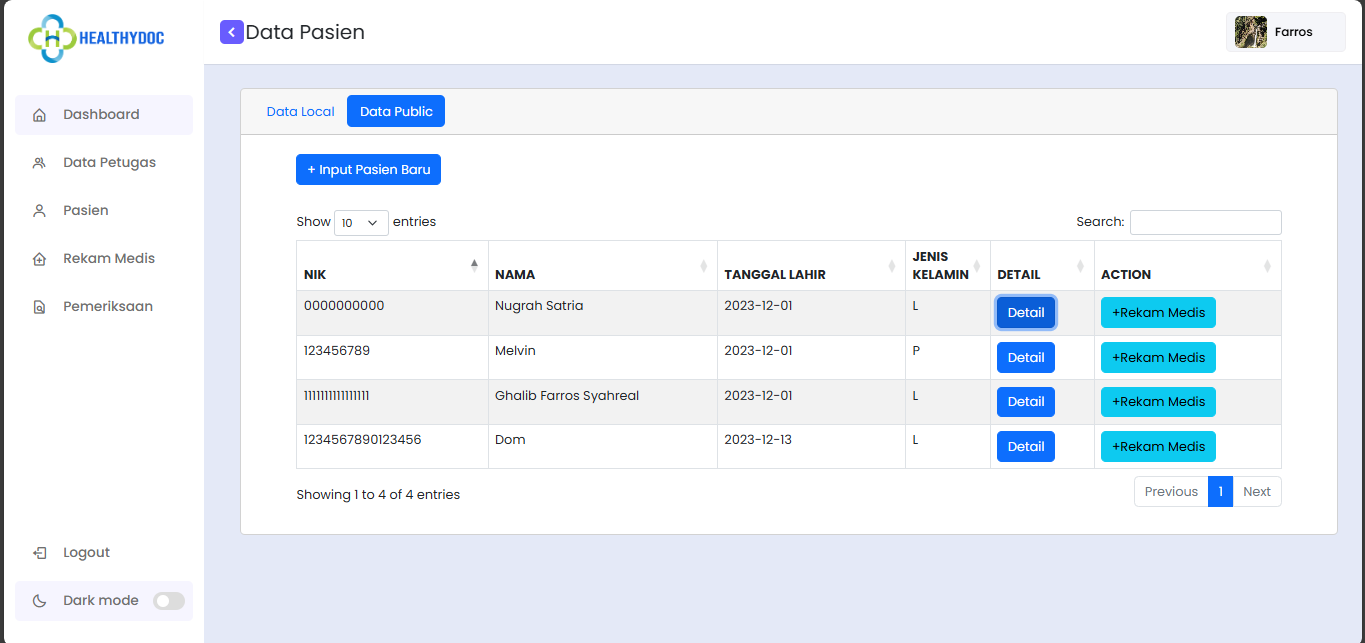 HEALTHYDOC
Data Pasien
Farros
Dashboard
Data Petugas
Pasien
Rekam Medis
Pemeriksaan
Logout
Dark mode
Data Local Data Public
+ Input Pasien Baru
Show 10 entries Search:
NIK NAMA TANGGAL LAHIR JENIS KELAMIN DETAIL ACTION
0000000000 Nugrah Satria 2023-12-01 L Detail +Rekam Medis
123456789 Melvin 2023-12-01 P Detail +Rekam Medis
Ghalib Farros Syahreal 2023-12-01 L Detail +Rekam Medis
1234567890123456 Dom 2023-12-13 L Detail +Rekam Medis
Showing 1 to 4 of 4 entries Previous 1 Next